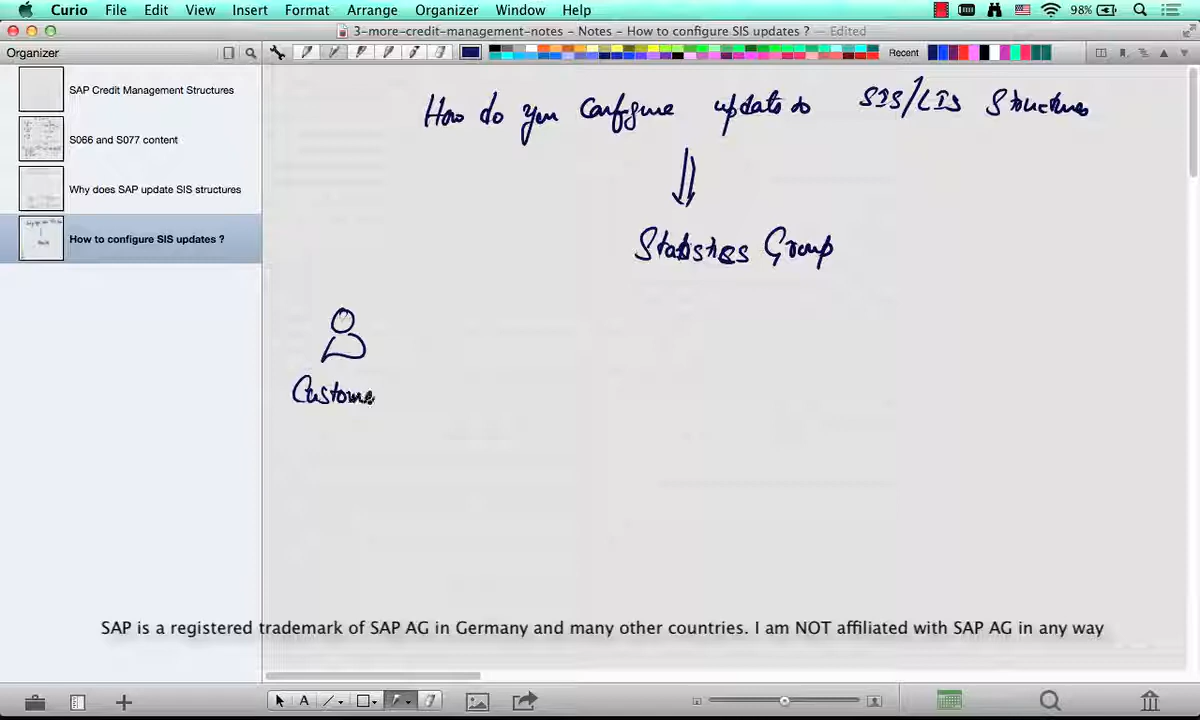 Curio File Edit View Insert Format Arrange Organizer Window Help 98%
3-more-credit-management-notes – Notes – How to configure SIS updates ? — Edited
Organizer Recent
SAP Credit Management Structures
S066 and S077 content
Why does SAP update SIS structures
How to configure SIS updates ?
How do you configure updates to SIS/LIS Structures
Statistics Group
Custome
SAP is a registered trademark of SAP AG in Germany and many other countries. I am NOT affiliated with SAP AG in any way
A